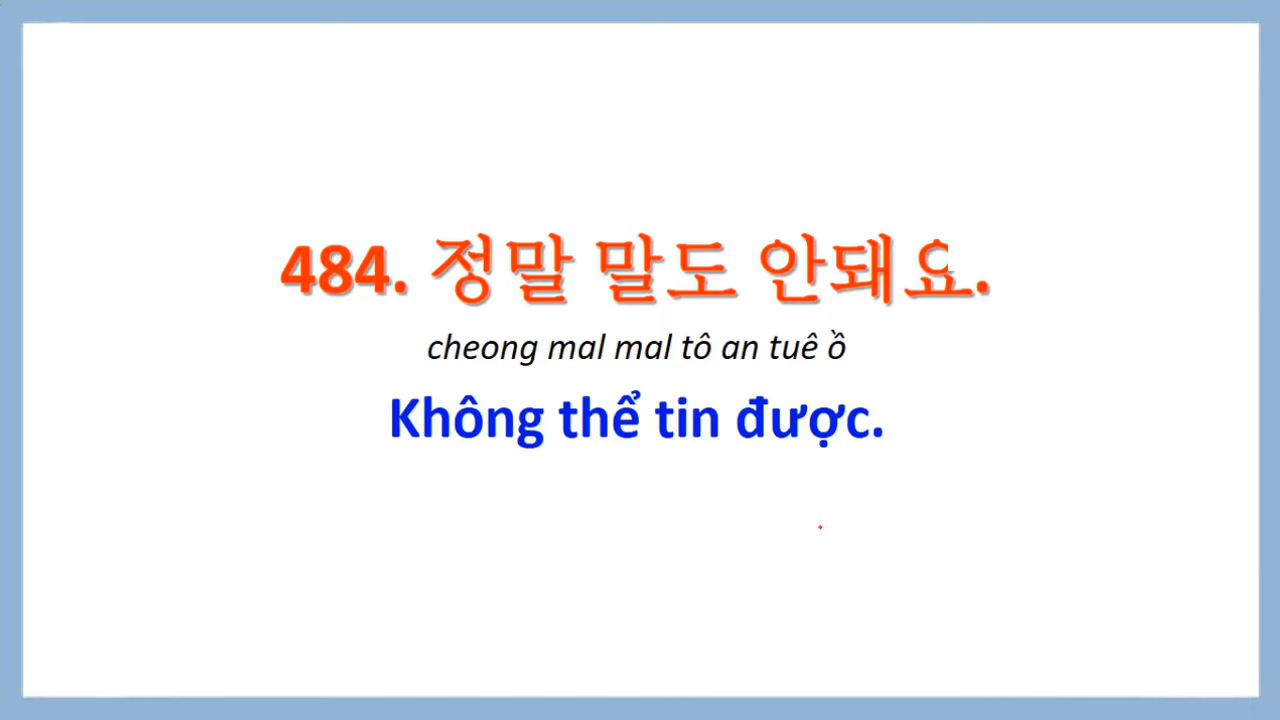 484. 정말 말도 안돼요.
cheong mal mal tô an tuê ồ
Không thể tin được.